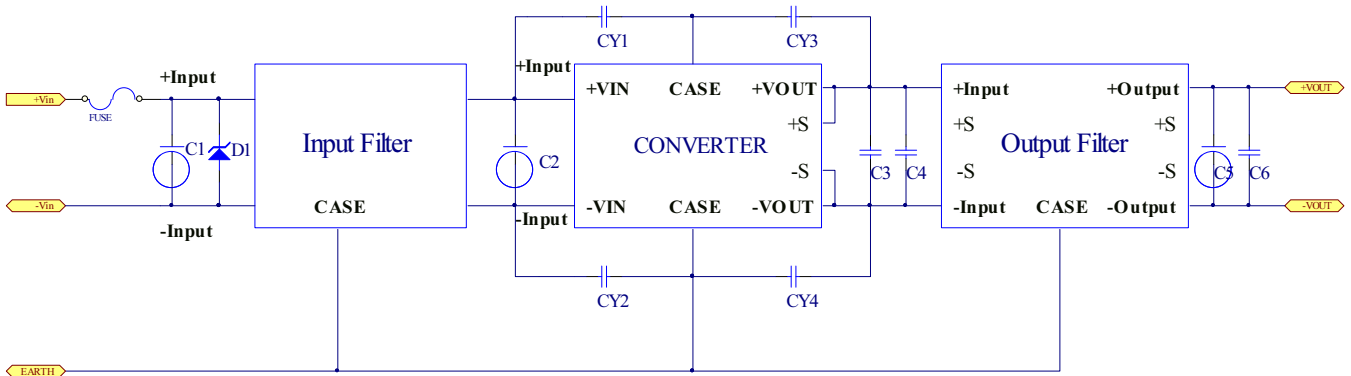 CY1
CY3
+Input
+Input
+VIN
CASE
+VOUT
+Input
+Output
+Vin
FUSE
+S
+S
+S
+VOUT
C1
D1
Input Filter
C2
CONVERTER
C3
C4
Output Filter
C5
C6
-S
-S
-S
-Vin
CASE
-Input
-Input
-VIN
CASE
-VOUT
-Input
CASE
-Output
-VOUT
CY2
CY4
EARTH